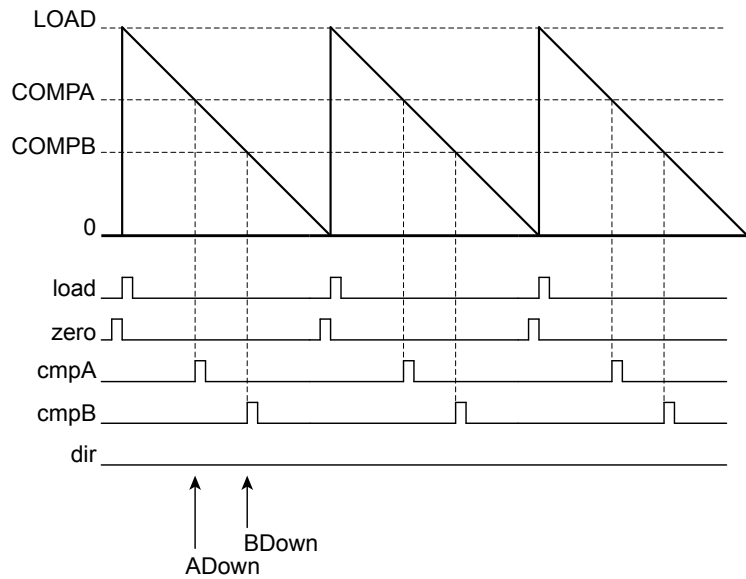 LOAD
COMPA
COMPB
0
load
zero
cmpA
cmpB
dir
BDown
ADown